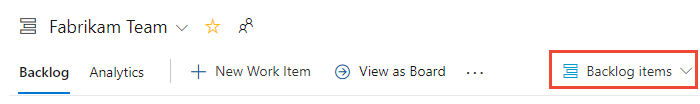 Fabrikam Team
Backlog Analytics + New Work Item View as Board ... Backlog items